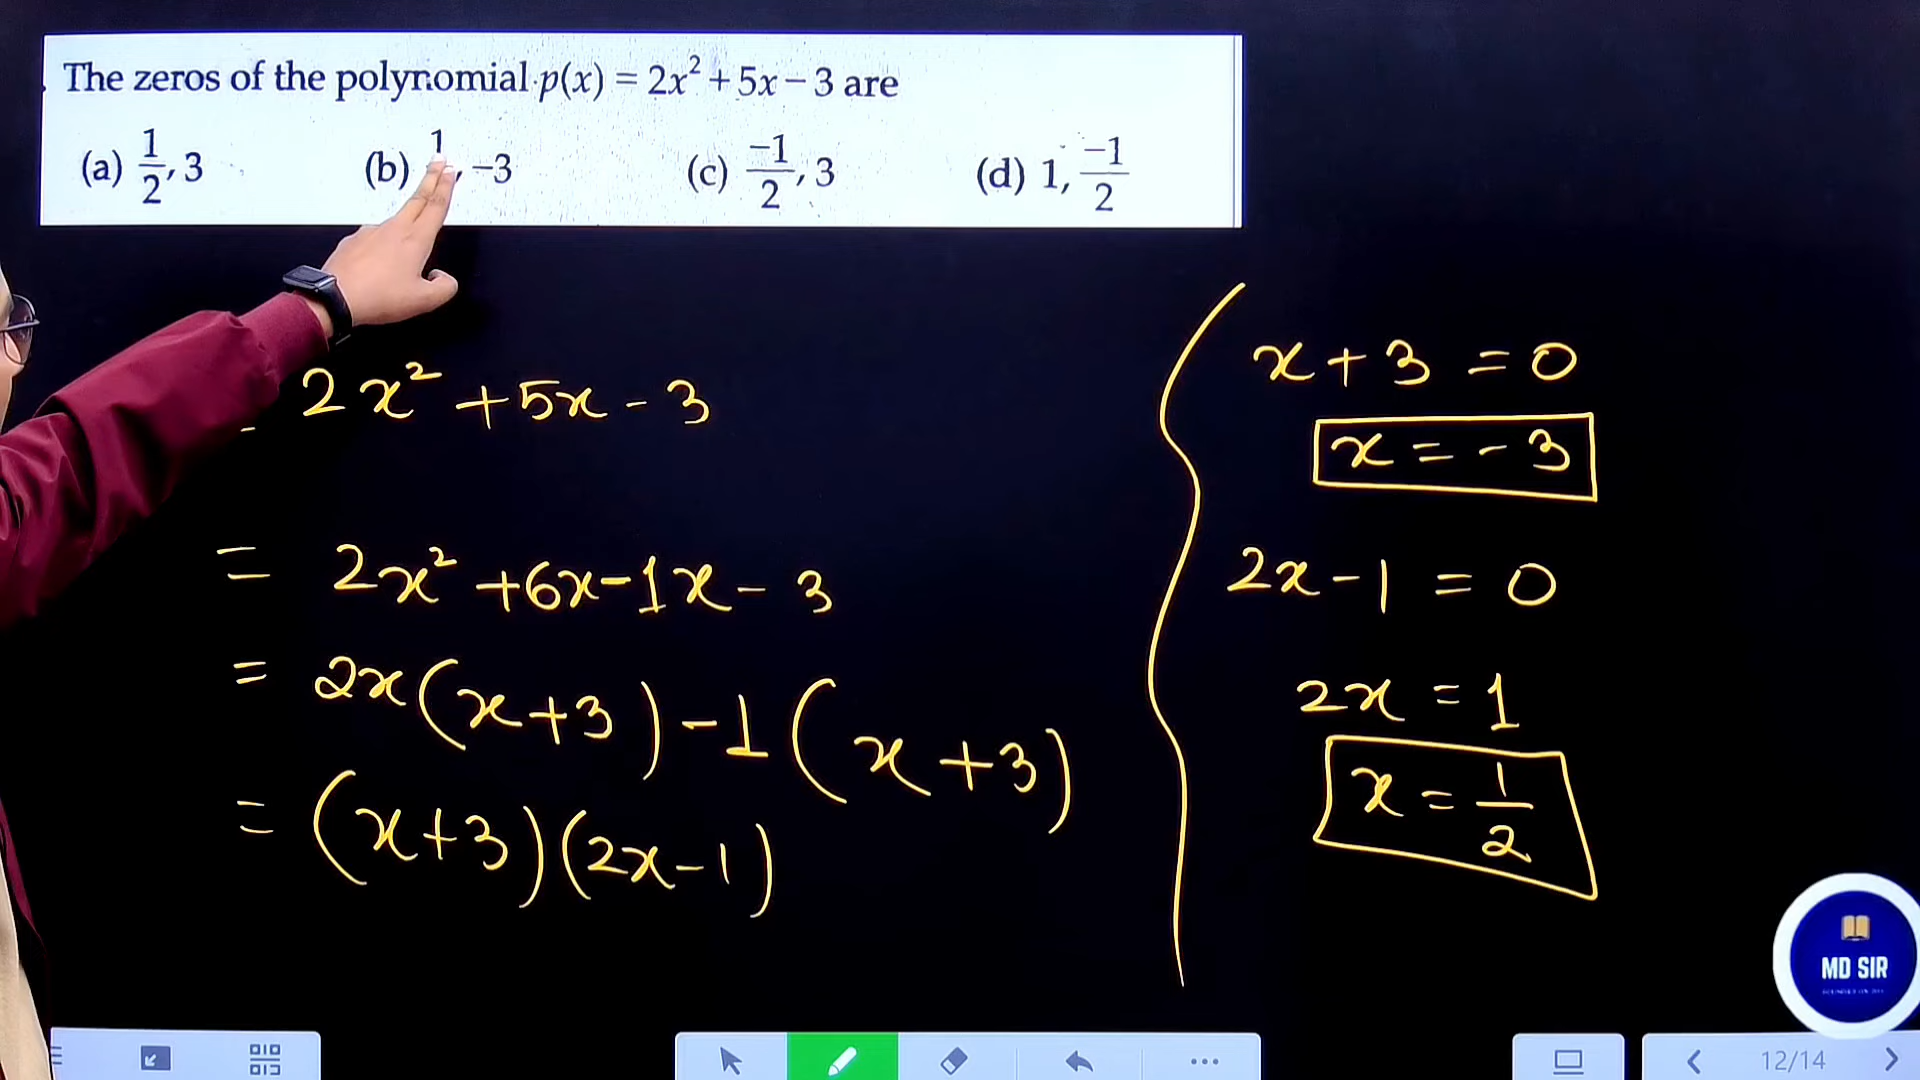 The zeros of the polynomial p(x) = 2x² + 5x – 3 are
(a) 1/2, 3 (b) 1 , –3 (c) –1/2, 3 (d) 1, –1/2
2x² + 5x - 3
= 2x² + 6x - 1x - 3
= 2x(x+3) - 1(x+3)
= (x+3)(2x-1)
x + 3 = 0
x = - 3
2x - 1 = 0
2x = 1
x = 1/2
MD SIR
12/14